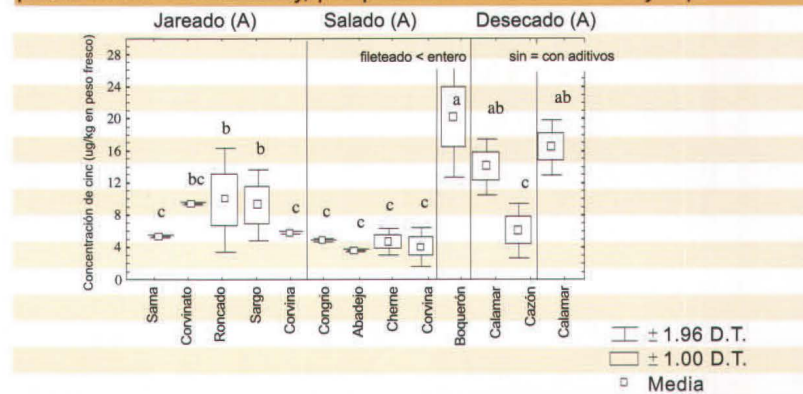 Jareado (A) Salado (A) Desecado (A)
fileteado < entero sin = con aditivos
Concentración de cinc (ug/kg en peso fresco)
28
24
20
16
12
8
4
0
c bc b b c c c c c a ab c ab
Sama
Corvinato
Roncado
Sargo
Corvina
Congrio
Abadejo
Cherne
Corvina
Boquerón
Calamar
Cazón
Calamar
± 1.96 D.T.
± 1.00 D.T.
Media